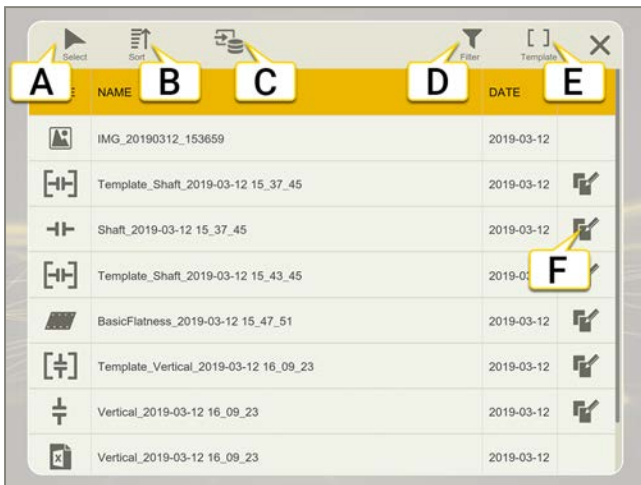 Select
Sort
Filter
Template
A
B
C
D
E
NAME
DATE
IMG_20190312_153659
2019-03-12
Template_Shaft_2019-03-12 15_37_45
2019-03-12
Shaft_2019-03-12 15_37_45
2019-03-12
Template_Shaft_2019-03-12 15_43_45
F
BasicFlatness_2019-03-12 15_47_51
2019-03-12
Template_Vertical_2019-03-12 16_09_23
2019-03-12
Vertical_2019-03-12 16_09_23
2019-03-12
Vertical_2019-03-12 16_09_23
2019-03-12